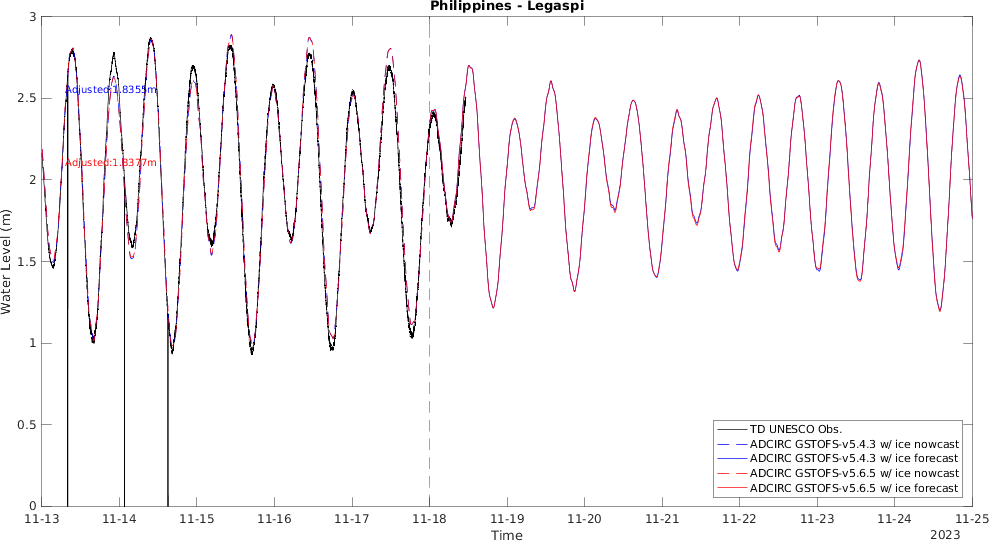 Philippines - Legaspi
3
2.5
2
1.5
1
0.5
0
Water Level (m)
Adjusted:1.8355m
Adjusted:1.8377m
TD UNESCO Obs.
ADCIRC GSTOFS-v5.4.3 w/ ice nowcast
ADCIRC GSTOFS-v5.4.3 w/ ice forecast
ADCIRC GSTOFS-v5.6.5 w/ ice nowcast
ADCIRC GSTOFS-v5.6.5 w/ ice forecast
11-13 11-14 11-15 11-16 11-17 11-18 11-19 11-20 11-21 11-22 11-23 11-24 11-25
Time
2023